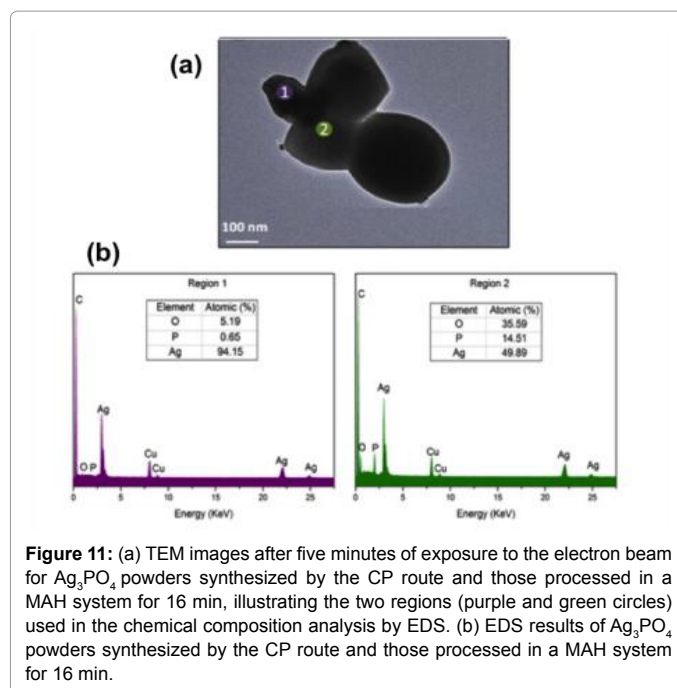 (a)
1
2
100 nm
(b)
Region 1
Element Atomic (%)
O 5.19
P 0.65
Ag 94.15
C
Ag
O P
Cu
Cu
Ag
Ag
0 5 10 15 20 25
Energy (KeV)
Region 2
Element Atomic (%)
O 35.59
P 14.51
Ag 49.89
C
Ag
O P
Cu
Cu
Ag
Ag
0 5 10 15 20 25
Energy (KeV)
Figure 11: (a) TEM images after five minutes of exposure to the electron beam
for Ag₃PO₄ powders synthesized by the CP route and those processed in a
MAH system for 16 min, illustrating the two regions (purple and green circles)
used in the chemical composition analysis by EDS. (b) EDS results of Ag₃PO₄
powders synthesized by the CP route and those processed in a MAH system
for 16 min.